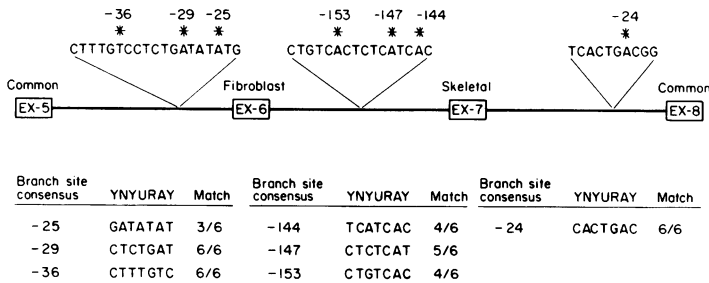 -36 -29 -25 -153 -147 -144 -24
* * * * * * *
CTTTGTCCTCTGATATATG CTGTCACTCTCATCAC TCACTGACGG
Common Fibroblast Skeletal Common
EX-5 EX-6 EX-7 EX-8
Branch site consensus YNYURAY Match Branch site consensus YNYURAY Match Branch site consensus YNYURAY Match
-25 GATATAT 3/6 -144 TCATCAC 4/6 -24 CACTGAC 6/6
-29 CTCTGAT 6/6 -147 CTCTCAT 5/6
-36 CTTTGTC 6/6 -153 CTGTCAC 4/6